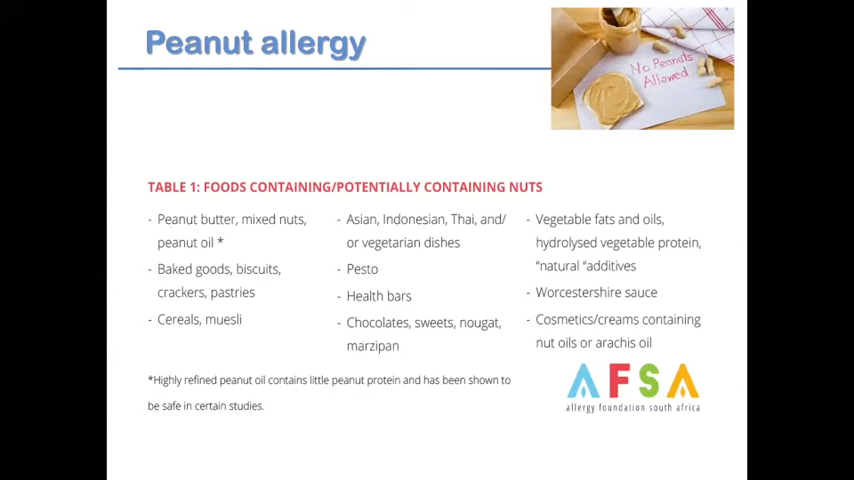 Peanut allergy
No Peanuts
Allowed
TABLE 1: FOODS CONTAINING/POTENTIALLY CONTAINING NUTS
- Peanut butter, mixed nuts,
peanut oil *
- Baked goods, biscuits,
crackers, pastries
- Cereals, muesli
- Asian, Indonesian, Thai, and/
or vegetarian dishes
- Pesto
- Health bars
- Chocolates, sweets, nougat,
marzipan
- Vegetable fats and oils,
hydrolysed vegetable protein,
“natural “additives
- Worcestershire sauce
- Cosmetics/creams containing
nut oils or arachis oil
*Highly refined peanut oil contains little peanut protein and has been shown to
be safe in certain studies.
AFSA
allergy foundation south africa